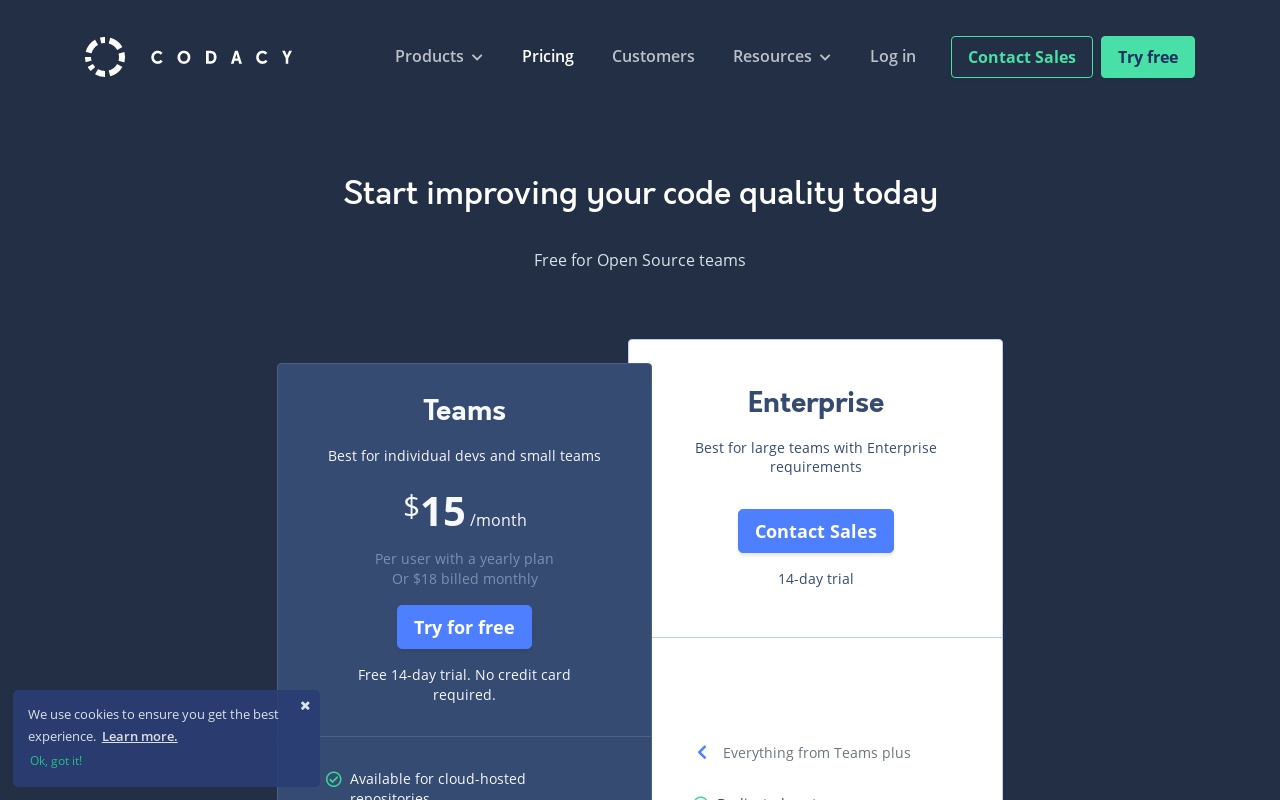 CODACY
Products
Pricing
Customers
Resources
Log in
Contact Sales
Try free
Start improving your code quality today
Free for Open Source teams
Teams
Best for individual devs and small teams
$15 /month
Per user with a yearly plan
Or $18 billed monthly
Try for free
Free 14-day trial. No credit card
required.
Available for cloud-hosted
repositories
Enterprise
Best for large teams with Enterprise
requirements
Contact Sales
14-day trial
Everything from Teams plus
We use cookies to ensure you get the best
experience. Learn more.
Ok, got it!